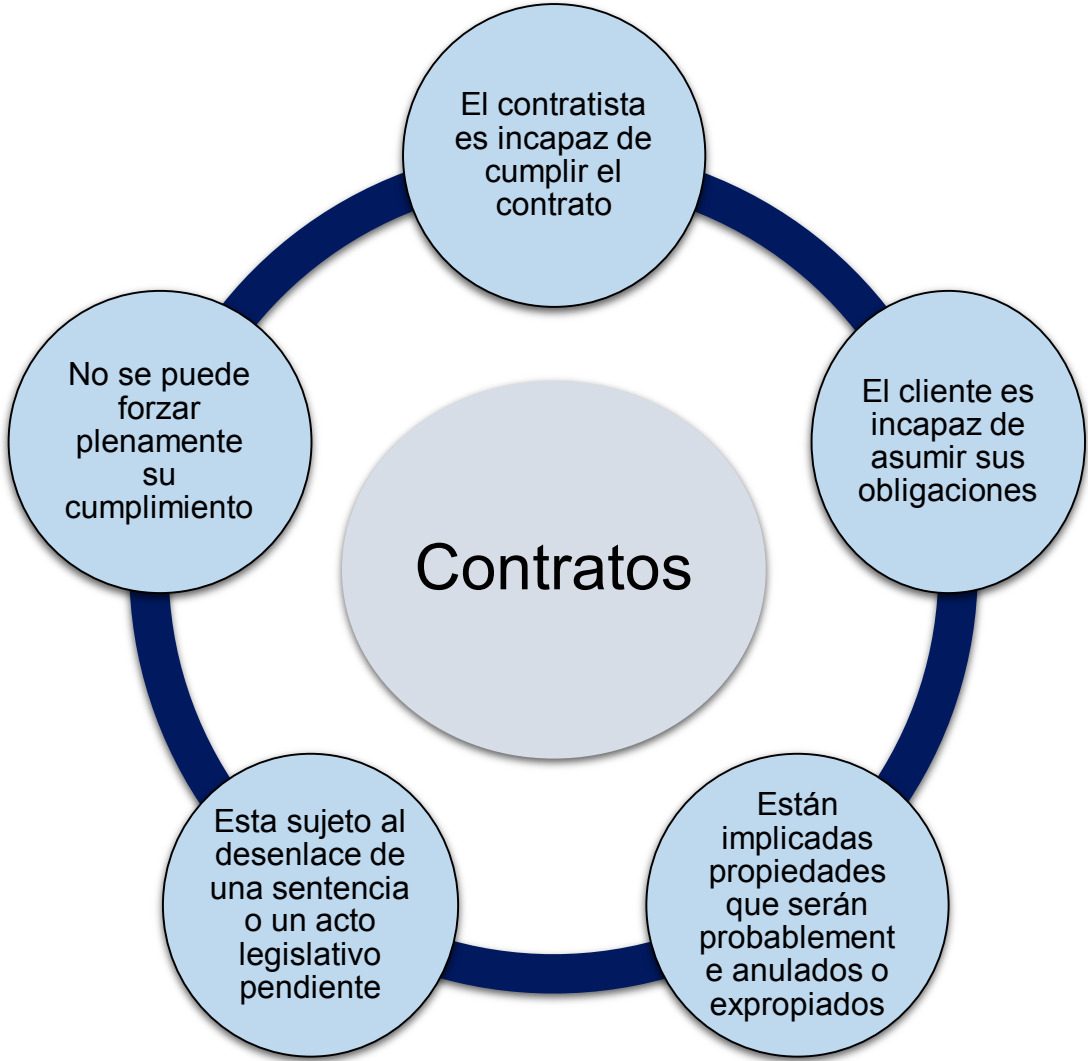 El contratista
es incapaz de
cumplir el
contrato
El cliente es
incapaz de
asumir sus
obligaciones
Están
implicadas
propiedades
que serán
probablement
e anulados o
expropiados
Esta sujeto al
desenlace de
una sentencia
o un acto
legislativo
pendiente
No se puede
forzar
plenamente
su
cumplimiento
Contratos